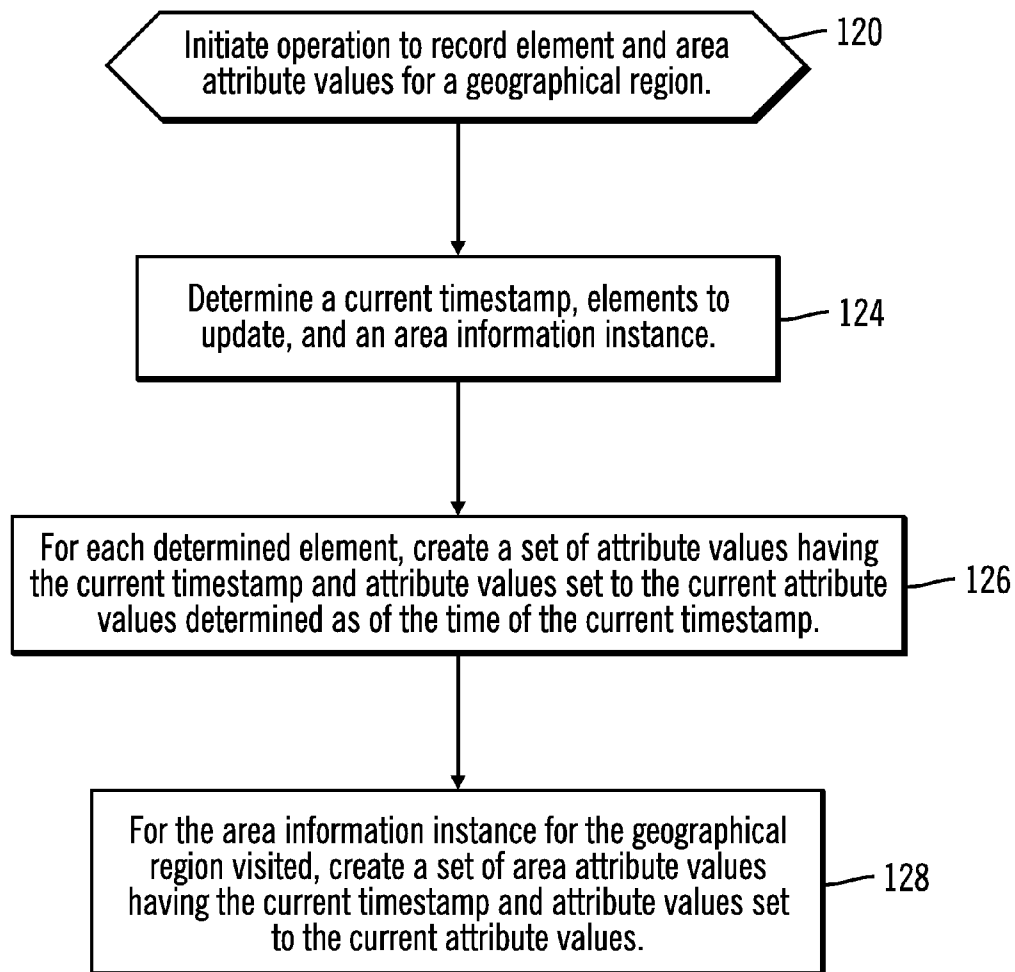 Initiate operation to record element and area
attribute values for a geographical region.
120
Determine a current timestamp, elements to
update, and an area information instance.
124
For each determined element, create a set of attribute values having
the current timestamp and attribute values set to the current attribute
values determined as of the time of the current timestamp.
126
For the area information instance for the geographical
region visited, create a set of area attribute values
having the current timestamp and attribute values set
to the current attribute values.
128